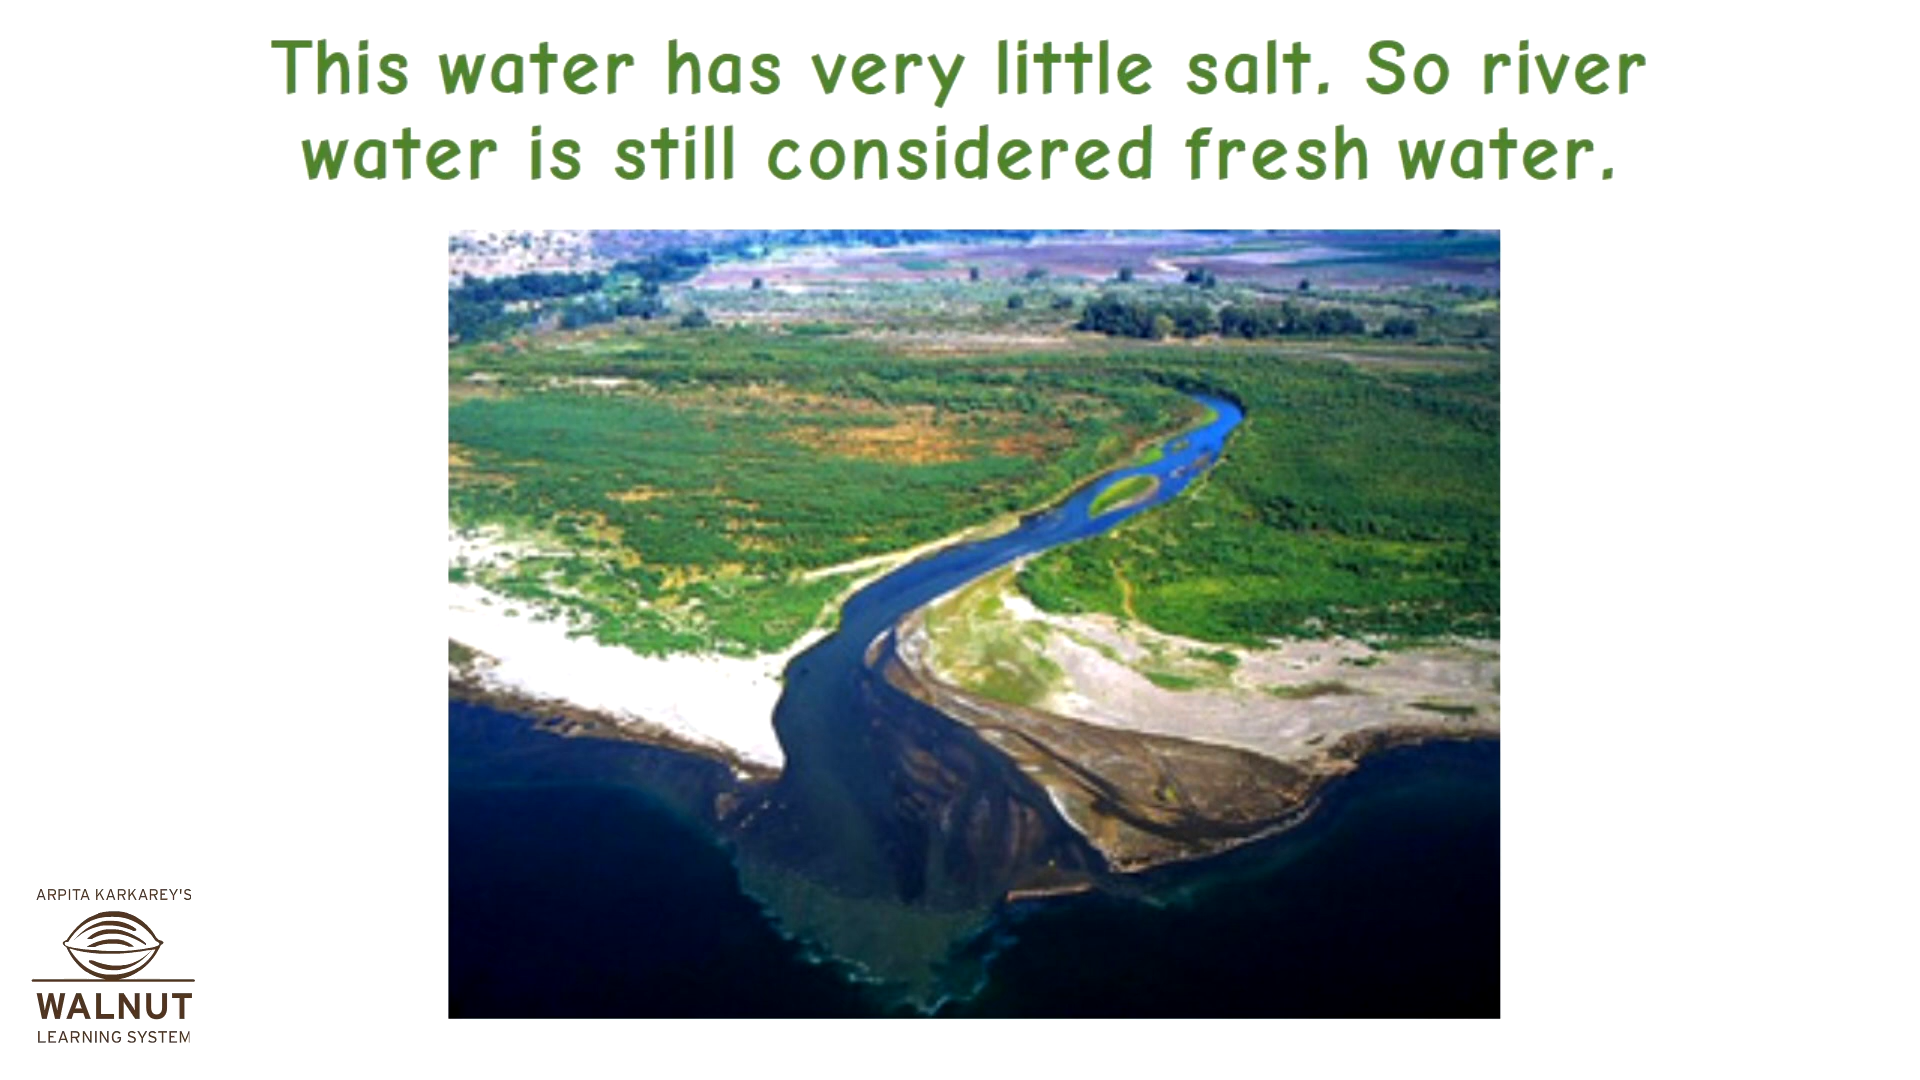 This water has very little salt. So river
water is still considered fresh water.
ARPITA KARKAREY'S
WALNUT
LEARNING SYSTEM